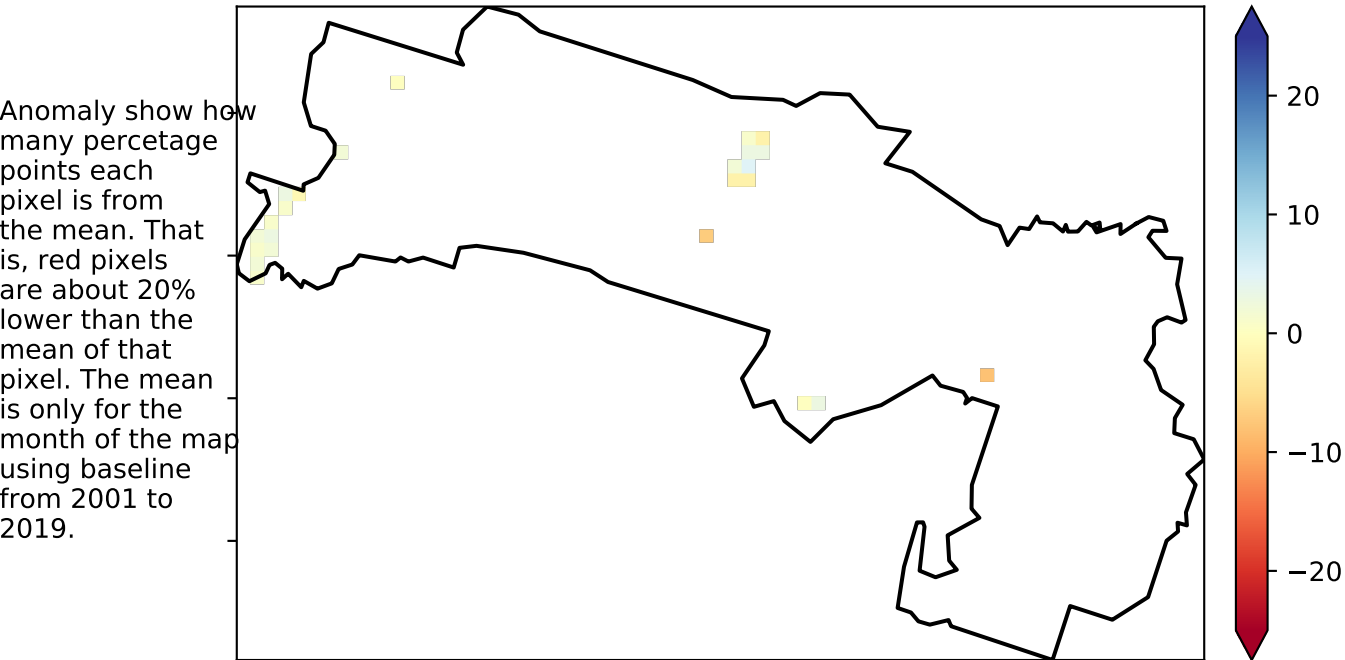 Anomaly show how
many percetage
points each
pixel is from
the mean. That
is, red pixels
are about 20%
lower than the
mean of that
pixel. The mean
is only for the
month of the map
using baseline
from 2001 to
2019.
20
10
0
−10
−20